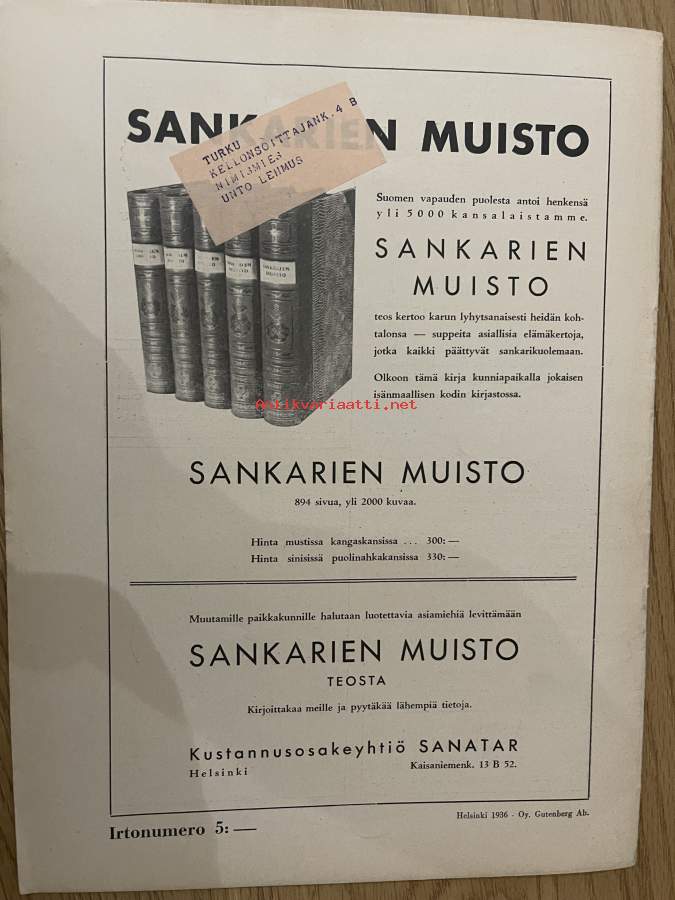 SANKARIEN MUISTO
TURKU
KELLONSOITTAJANK.4 B
NIMISMIES
UNTO LEHMUS
Suomen vapauden puolesta antoi henkensä
yli 5000 kansalaistamme.
SANKARIEN
MUISTO
teos kertoo karun lyhytsanaisesti heidän koh-
talonsa — suppeita asiallisia elämäkertoja,
jotka kaikki päättyvät sankarikuolemaan.
Olkoon tämä kirja kunniapaikalla jokaisen
isänmaallisen kodin kirjastossa.
SANKARIEN
MUISTO
Antikvariaatti.net
SANKARIEN MUISTO
894 sivua, yli 2000 kuvaa.
Hinta mustissa kangaskansissa ... 300:—
Hinta sinisissä puolinahkakansissa 330:—
Muutamille paikkakunnille halutaan luotettavia asiamiehiä levittämään
SANKARIEN MUISTO
TEOSTA
Kirjoittakaa meille ja pyytäkää lähempiä tietoja.
Kustannusosakeyhtiö SANATAR
Helsinki Kaisaniemenk. 13 B 52.
Helsinki 1936 - Oy. Gutenberg Ab.
Irtonumero 5: —